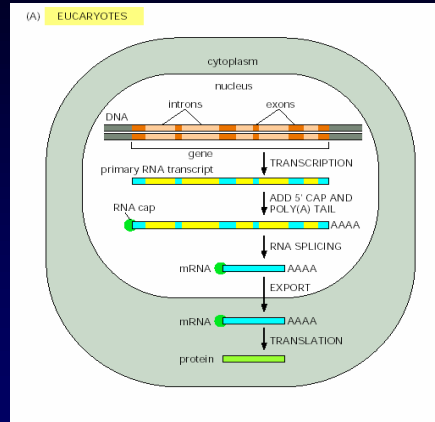 (A) EUCARYOTES
cytoplasm
nucleus
introns exons
DNA
gene
TRANSCRIPTION
primary RNA transcript
ADD 5' CAP AND
POLY(A) TAIL
RNA cap
AAAA
RNA SPLICING
mRNA AAAA
EXPORT
mRNA AAAA
TRANSLATION
protein